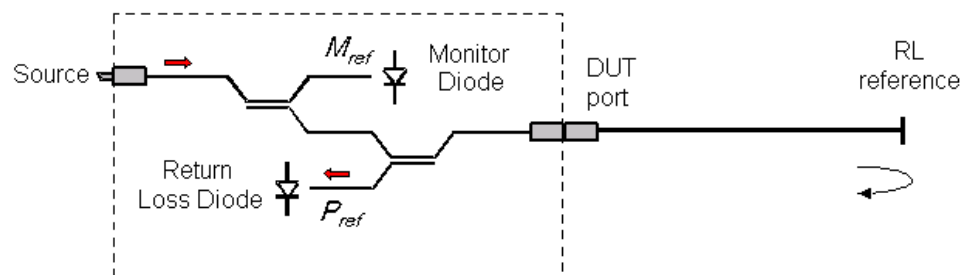 Source
M_ref
Monitor
Diode
DUT
port
RL
reference
Return
Loss Diode
P_ref